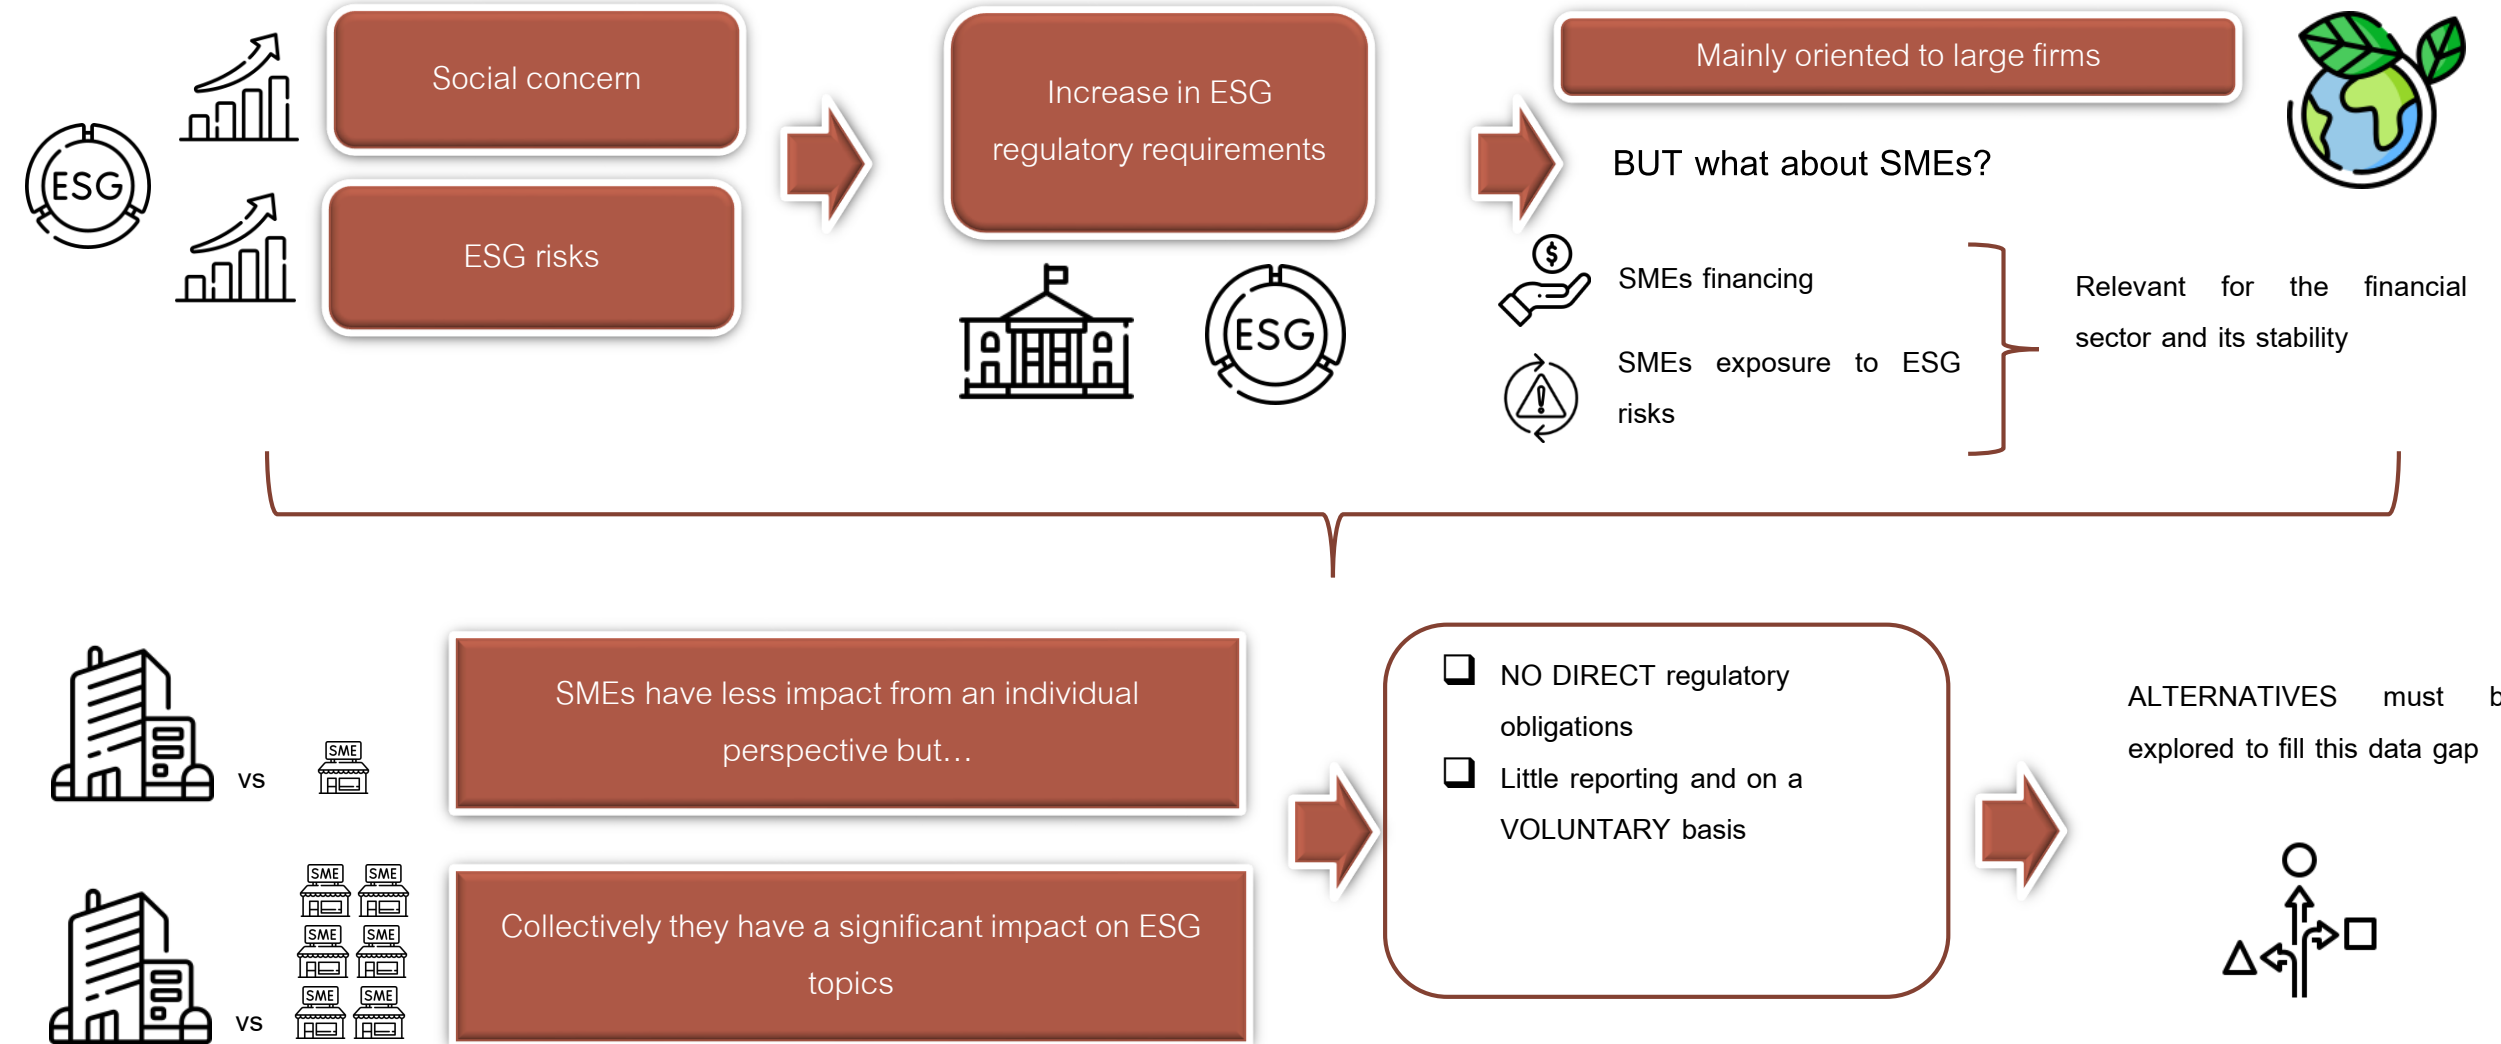 Social concern
ESG
ESG risks
Increase in ESG
regulatory requirements
ESG
Mainly oriented to large firms
BUT what about SMEs?
$
SMEs financing
SMEs exposure to ESG
risks
Relevant for the financial
sector and its stability
vs
SME
SMEs have less impact from an individual
perspective but...
vs
SME SME
SME SME
SME SME
Collectively they have a significant impact on ESG
topics
NO DIRECT regulatory
obligations
Little reporting and on a
VOLUNTARY basis
ALTERNATIVES must
explored to fill this data gap